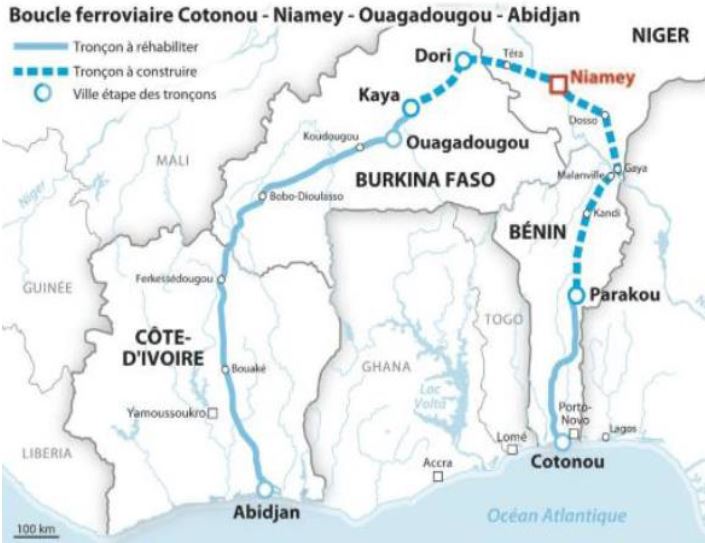 Boucle ferroviaire Cotonou - Niamey - Ouagadougou - Abidjan
Tronçon à réhabiliter
Tronçon à construire
Ville étape des tronçons
NIGER
Dori
Téra
Niamey
Kaya
Dosso
Koudougou
Ouagadougou
MALI
Niger
Malanville
Gaya
BURKINA FASO
Bobo-Dioulasso
Kandi
BÉNIN
Ferkessédougou
GUINÉE
Parakou
CÔTE-
D'IVOIRE
TOGO
GHANA
Bouaké
Lac
Volta
Yamoussoukro
Porto-
Novo
Lagos
Lomé
LIBERIA
Accra
Cotonou
Abidjan
Océan Atlantique
100 km